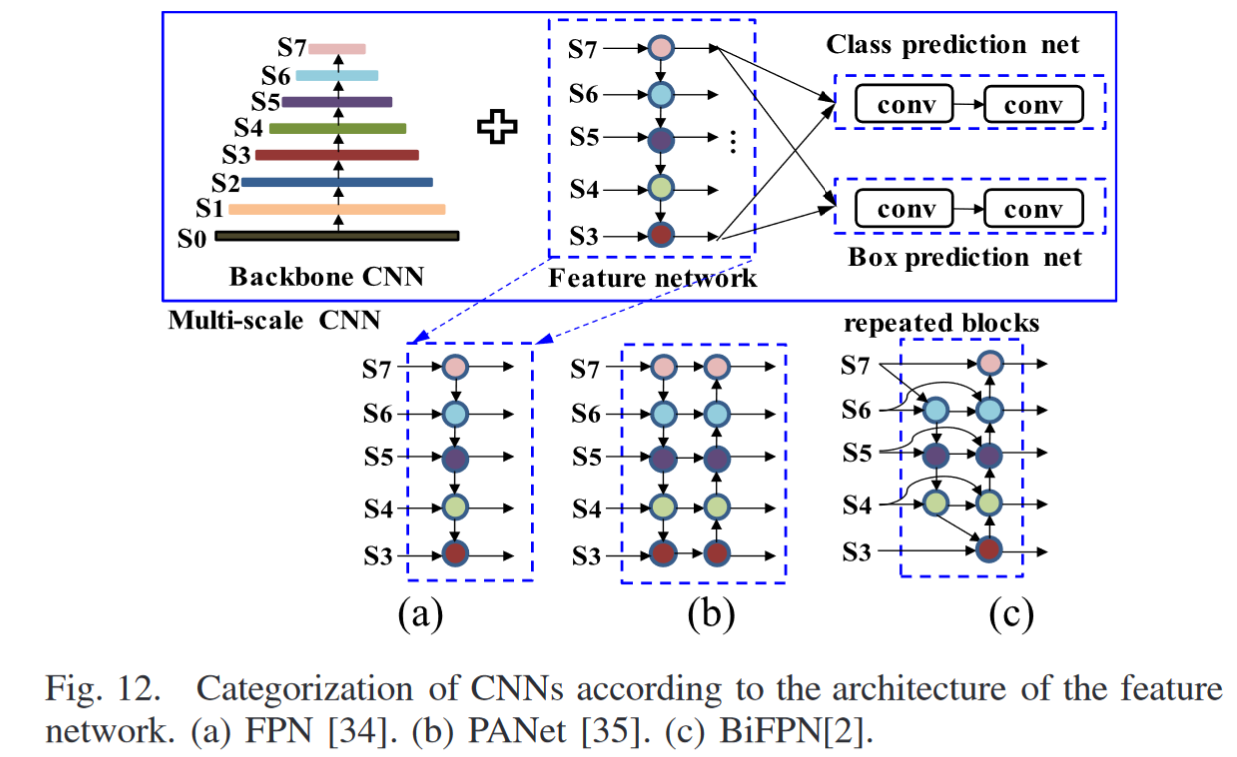 S7
S6
S5
S4
S3
S2
S1
S0
Backbone CNN
S7
S6
S5
S4
S3
Feature network
Class prediction net
conv conv
conv conv
Box prediction net
Multi-scale CNN
S7
S6
S5
S4
S3
(a)
S7
S6
S5
S4
S3
(b)
repeated blocks
S7
S6
S5
S4
S3
(c)
Fig. 12. Categorization of CNNs according to the architecture of the feature
network. (a) FPN [34]. (b) PANet [35]. (c) BiFPN[2].